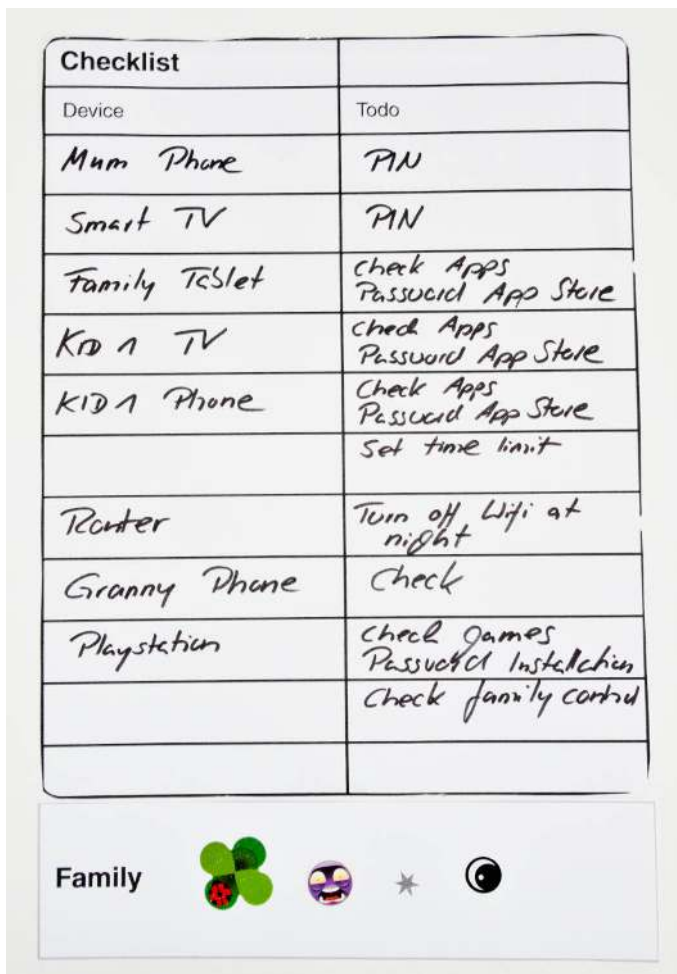 Checklist
Device Todo
Mum Phone PIN
Smart TV PIN
Family Tablet Check Apps
Password App Store
KID 1 TV Check Apps
Password App Store
KID 1 Phone Check Apps
Password App Store
Set time limit
Router Turn off Wifi at
night
Granny Phone Check
Playstation Check games
Password Installation
Check family control
Family